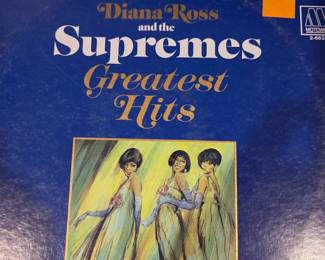 Diana Ross
and the
Supremes
Greatest
Hits
MOTOWN